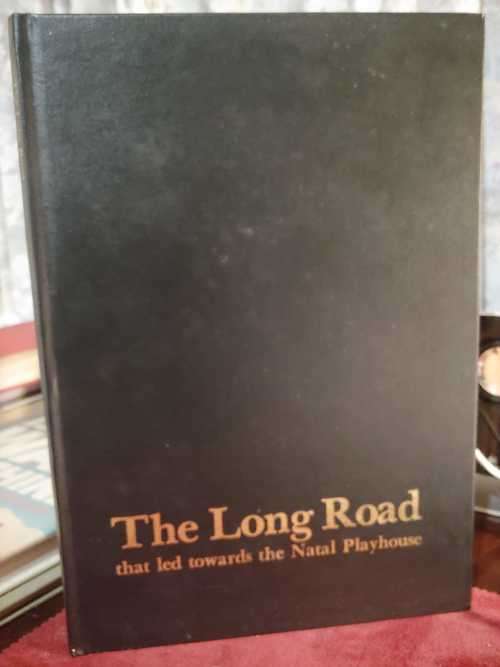 The Long Road
that led towards the Natal Playhouse